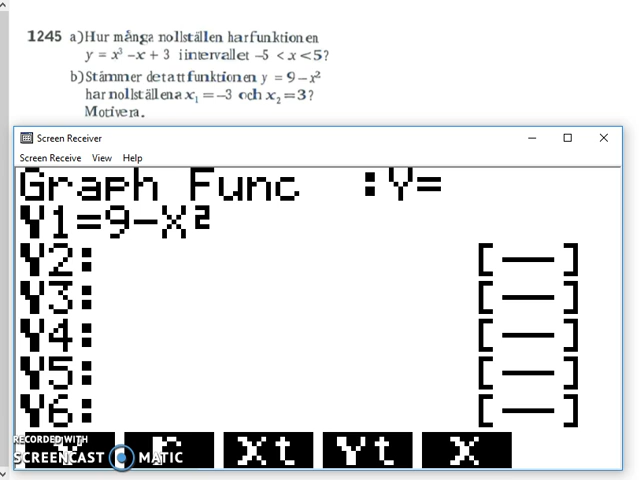 1245 a) Hur många nollställen har funktionen
y = x³ – x + 3 i intervallet –5 < x < 5?
b) Stämmer det att funktionen y = 9 – x²
har nollställena x₁ = –3 och x₂ = 3?
Motivera.
Screen Receiver
Screen Receive View Help
Graph Func :Y=
Y1=9-X²
Y2: [—]
Y3: [—]
Y4: [—]
Y5: [—]
Y6: [—]
Xt Yt X
RECORDED WITH
SCREENCAST MATIC